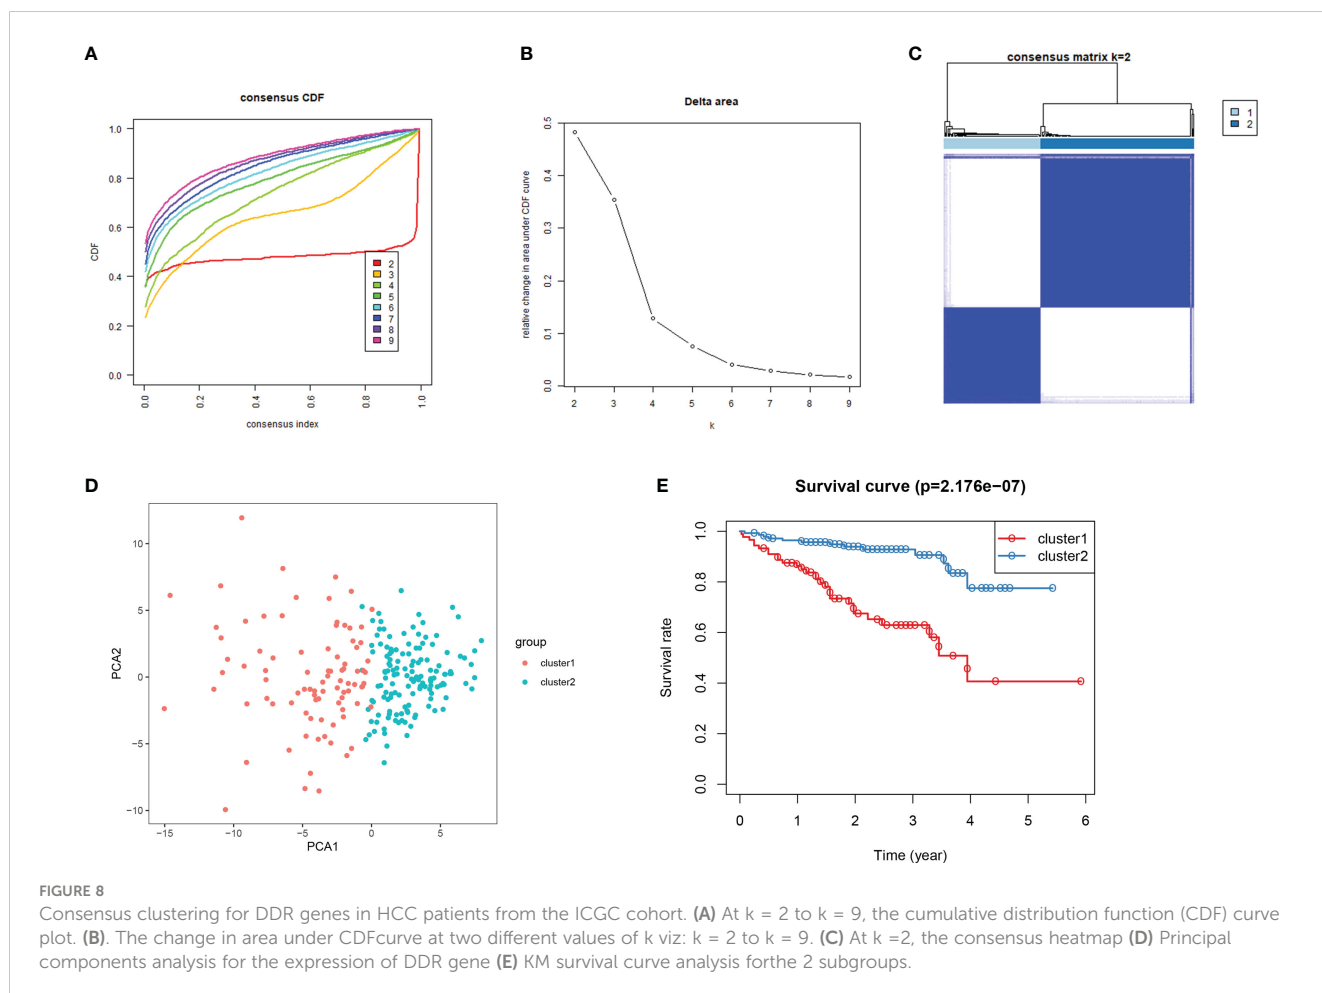 A
consensus CDF
CDF
1.0
0.8
0.6
0.4
0.2
0.0
2
3
4
5
6
7
8
9
0.0
0.2
0.4
0.6
0.8
1.0
consensus index
B
Delta area
relative change in area under CDF curve
0.5
0.4
0.3
0.2
0.1
0.0
2
3
4
5
6
7
8
9
k
C
consensus matrix k=2
1
2
D
PCA2
10
5
0
−5
−10
−15
−10
−5
0
5
PCA1
group
cluster1
cluster2
E
Survival curve (p=2.176e−07)
Survival rate
1.0
0.8
0.6
0.4
0.2
0.0
cluster1
cluster2
0
1
2
3
4
5
6
Time (year)
FIGURE 8
Consensus clustering for DDR genes in HCC patients from the ICGC cohort. (A) At k = 2 to k = 9, the cumulative distribution function (CDF) curve
plot. (B). The change in area under CDFcurve at two different values of k viz: k = 2 to k = 9. (C) At k =2, the consensus heatmap (D) Principal
components analysis for the expression of DDR gene (E) KM survival curve analysis forthe 2 subgroups.